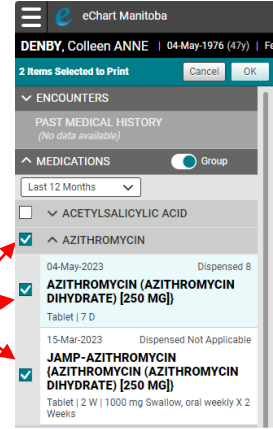 eChart Manitoba
DENBY, Colleen ANNE | 04-May-1976 (47y) | Fe
2 Items Selected to Print Cancel OK
ENCOUNTERS
PAST MEDICAL HISTORY
(No data available)
MEDICATIONS Group
Last 12 Months
ACETYLSALICYLIC ACID
AZITHROMYCIN
04-May-2023 Dispensed 8
AZITHROMYCIN (AZITHROMYCIN
DIHYDRATE) [250 MG]}
Tablet | 7 D
15-Mar-2023 Dispensed Not Applicable
JAMP-AZITHROMYCIN
{AZITHROMYCIN (AZITHROMYCIN
DIHYDRATE) [250 MG]}
Tablet | 2 W | 1000 mg Swallow, oral weekly X 2
Weeks